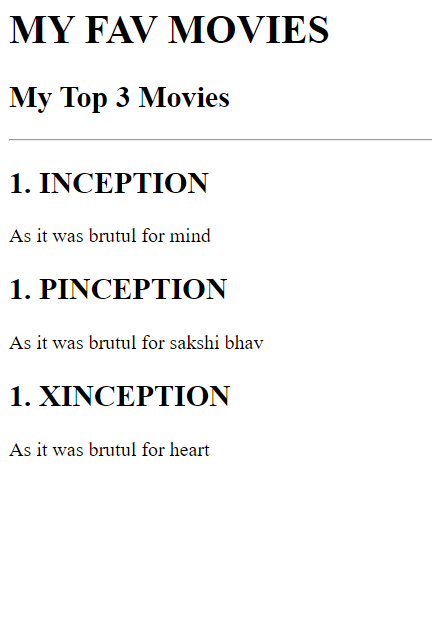 MY FAV MOVIES
My Top 3 Movies
1. INCEPTION
As it was brutul for mind
1. PINCEPTION
As it was brutul for sakshi bhav
1. XINCEPTION
As it was brutul for heart